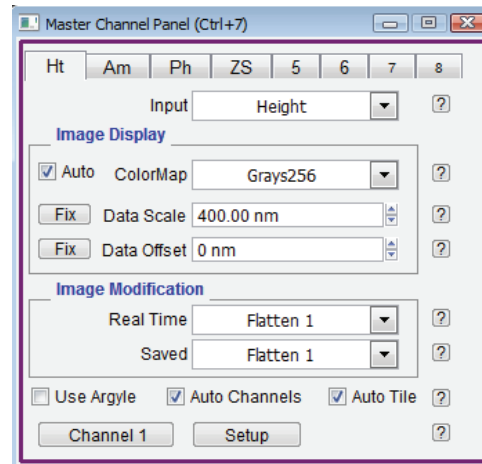 Master Channel Panel (Ctrl+7)
Ht Am Ph ZS 5 6 7 8
Input Height ?
Image Display
Auto ColorMap Grays256 ?
Fix Data Scale 400.00 nm ?
Fix Data Offset 0 nm ?
Image Modification
Real Time Flatten 1 ?
Saved Flatten 1 ?
Use Argyle Auto Channels Auto Tile ?
Channel 1 Setup ?